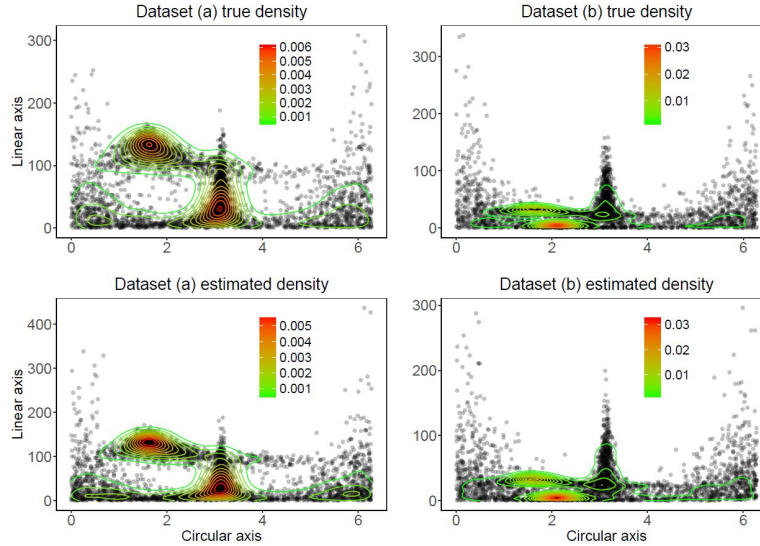 Dataset (a) true density
Dataset (b) true density
Linear axis
300
200
100
0
0.006
0.005
0.004
0.003
0.002
0.001
0 2 4 6
300
200
100
0
0.03
0.02
0.01
0 2 4 6
Dataset (a) estimated density
Dataset (b) estimated density
Linear axis
400
300
200
100
0
0.005
0.004
0.003
0.002
0.001
0 2 4 6
Circular axis
300
200
100
0
0.03
0.02
0.01
0 2 4 6
Circular axis